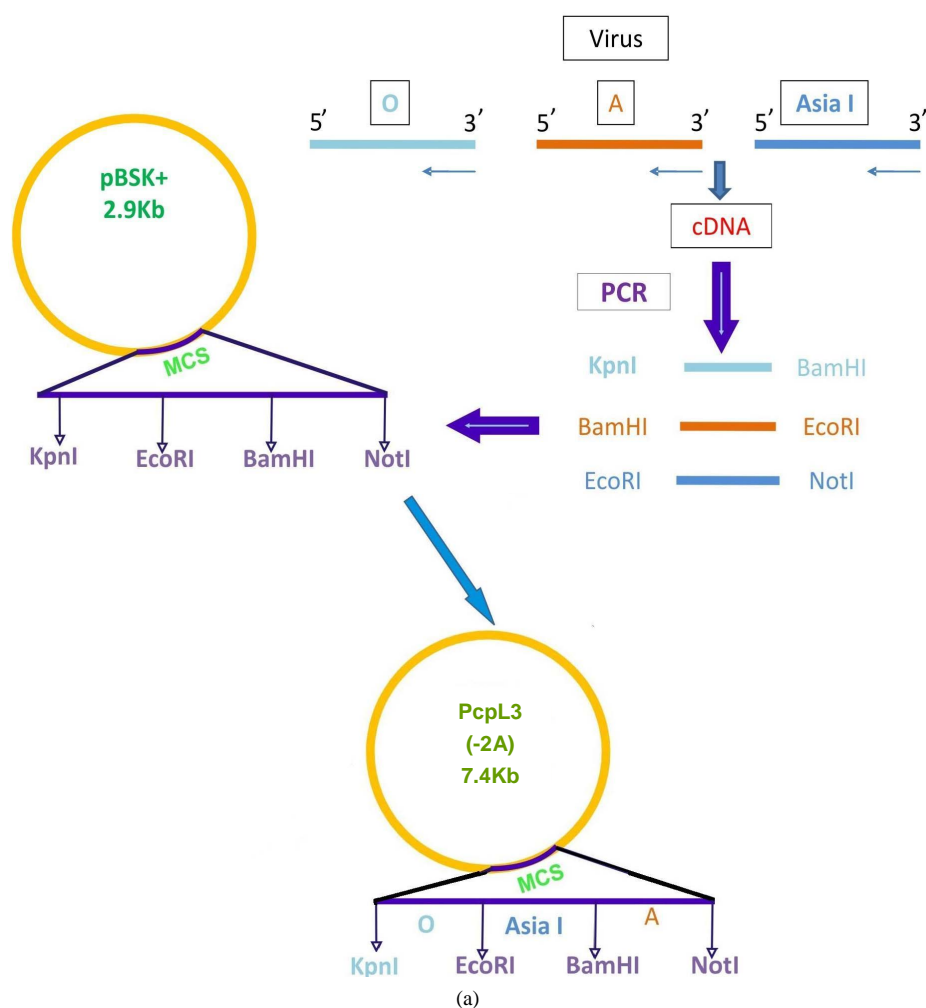 Virus
O
A
Asia I
5’ 3’ 5’ 3’ 5’ 3’
pBSK+
2.9Kb
cDNA
PCR
MCS
KpnI BamHI
BamHI EcoRI
EcoRI NotI
KpnI EcoRI BamHI NotI
PcpL3
(-2A)
7.4Kb
MCS
O Asia I A
KpnI EcoRI BamHI NotI
(a)